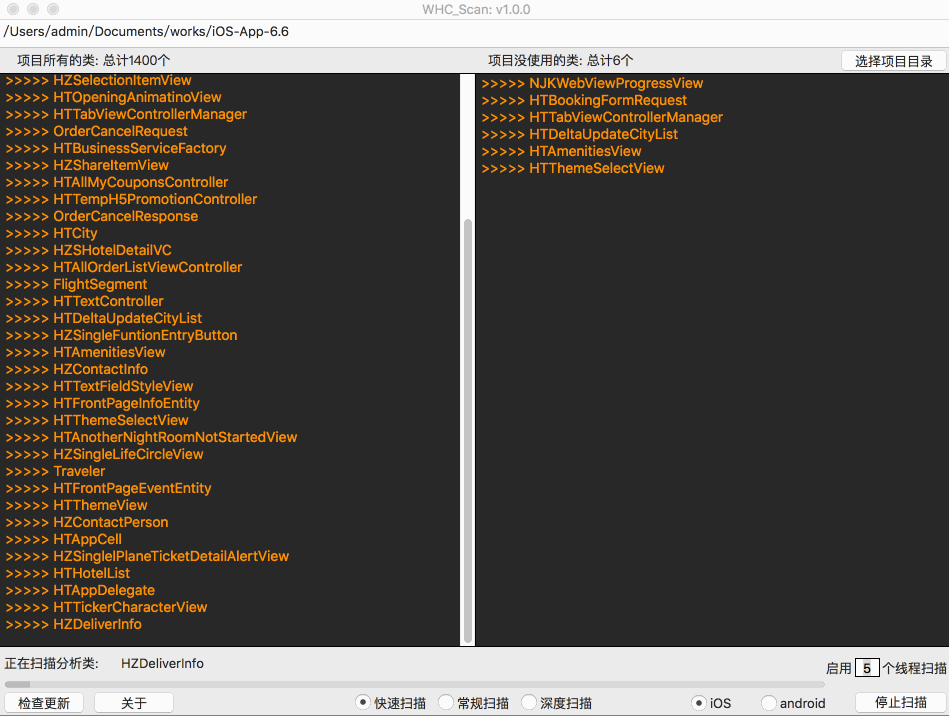 WHC_Scan: v1.0.0
/Users/admin/Documents/works/iOS-App-6.6
项目所有的类: 总计1400个
>>>>> HZSelectionItemView
>>>>> HTOpeningAnimatinoView
>>>>> HTTabViewControllerManager
>>>>> OrderCancelRequest
>>>>> HTBusinessServiceFactory
>>>>> HZShareItemView
>>>>> HTAllMyCouponsController
>>>>> HTTempH5PromotionController
>>>>> OrderCancelResponse
>>>>> HTCity
>>>>> HZSHotelDetailVC
>>>>> HTAllOrderListViewController
>>>>> FlightSegment
>>>>> HTTextController
>>>>> HTDeltaUpdateCityList
>>>>> HZSingleFuntionEntryButton
>>>>> HTAmenitiesView
>>>>> HZContactInfo
>>>>> HTTextFieldStyleView
>>>>> HTFrontPageInfoEntity
>>>>> HTThemeSelectView
>>>>> HTAnotherNightRoomNotStartedView
>>>>> HZSingleLifeCircleView
>>>>> Traveler
>>>>> HTFrontPageEventEntity
>>>>> HTThemeView
>>>>> HZContactPerson
>>>>> HTAppCell
>>>>> HZSinglelPlaneTicketDetailAlertView
>>>>> HTHotelList
>>>>> HTAppDelegate
>>>>> HTTickerCharacterView
>>>>> HZDeliverInfo
项目没使用的类: 总计6个
选择项目目录
>>>>> NJKWebViewProgressView
>>>>> HTBookingFormRequest
>>>>> HTTabViewControllerManager
>>>>> HTDeltaUpdateCityList
>>>>> HTAmenitiesView
>>>>> HTThemeSelectView
正在扫描分析类: HZDeliverInfo
启用 5 个线程扫描
检查更新 关于 快速扫描 常规扫描 深度扫描 iOS android 停止扫描